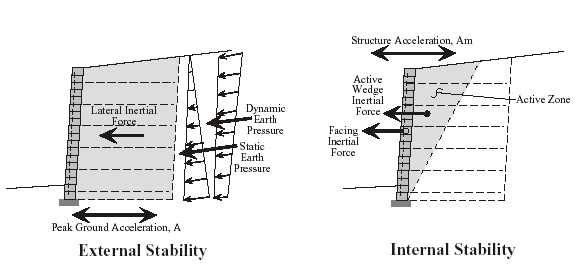 Lateral Inertial
Force
Dynamic
Earth
Pressure
Static
Earth
Pressure
Peak Ground Acceleration, A
External Stability
Structure Acceleration, Am
Active
Wedge
Inertial
Force
Facing
Inertial
Force
Active Zone
Internal Stability